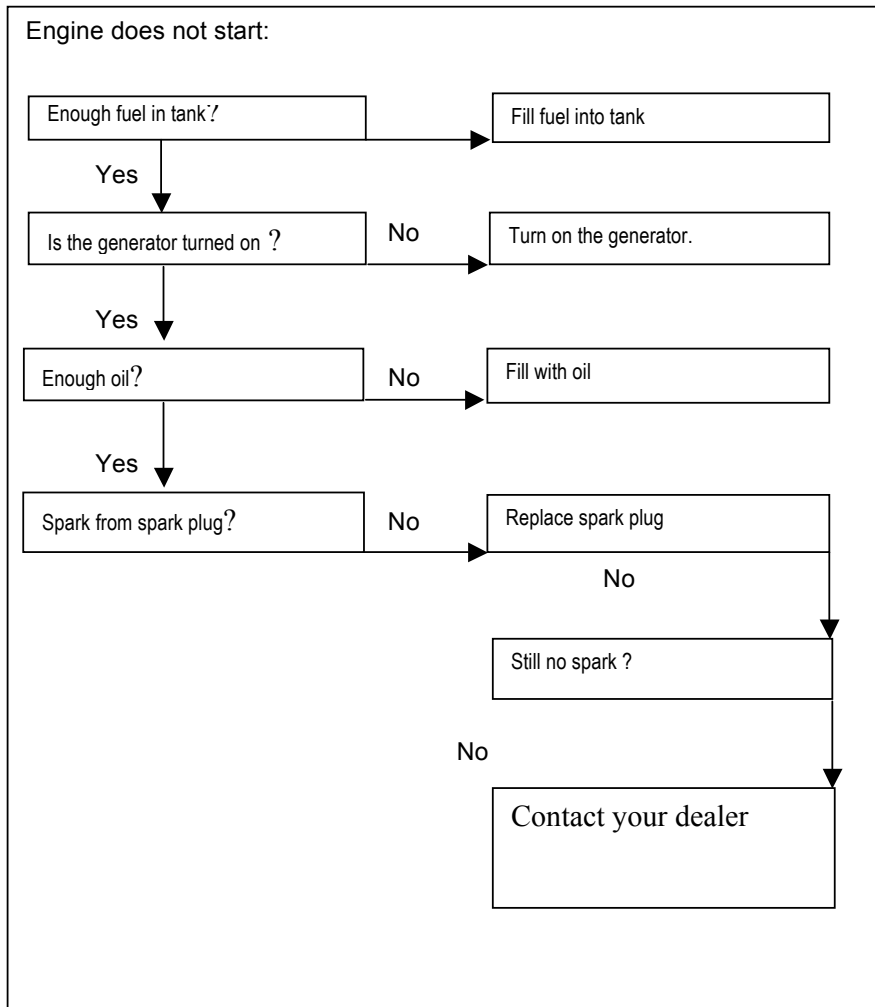 Engine does not start:
Enough fuel in tank?
Fill fuel into tank
Yes
Is the generator turned on ?
No
Turn on the generator.
Yes
Enough oil?
No
Fill with oil
Yes
Spark from spark plug?
No
Replace spark plug
No
Still no spark ?
No
Contact your dealer